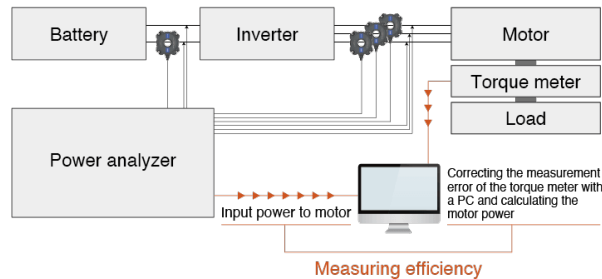 Battery
Inverter
Motor
Torque meter
Load
Power analyzer
Input power to motor
Correcting the measurement
error of the torque meter with
a PC and calculating the
motor power
Measuring efficiency